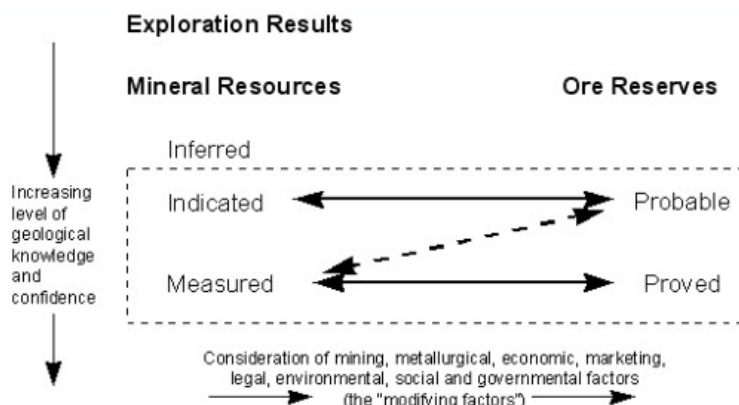 Exploration Results
Mineral Resources
Ore Reserves
Inferred
Indicated
Probable
Measured
Proved
Increasing
level of
geological
knowledge
and
confidence
Consideration of mining, metallurgical, economic, marketing,
legal, environmental, social and governmental factors
(the "modifying factors")